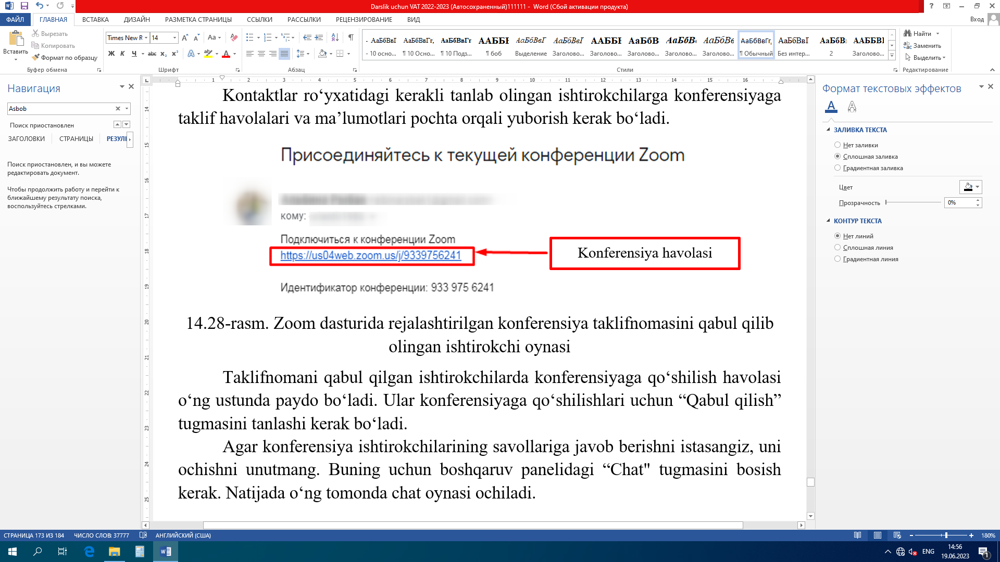 Darslik uchun VAT 2022-2023 (Автосохраненный)111111 - Word (Сбой активации продукта)
ФАЙЛ ГЛАВНАЯ ВСТАВКА ДИЗАЙН РАЗМЕТКА СТРАНИЦЫ ССЫЛКИ РАССЫЛКИ РЕЦЕНЗИРОВАНИЕ ВИД Вход
Вставить
Вырезать
Копировать
Формат по образцу
Буфер обмена
Times New R 14
Ж К Ч abc x₂ x²
Шрифт
Абзац
АаБбВвI АаБбВвГг, АаБбВвГг ААББЕ АаБбВвГ АаБбВвI ААББІ АаБбВ АаБбВв АаБбВв АаБбВвГг, АаБбВвI АаБбВ ААББВІ
- 10 осно... ¶ 10 Осно... ¶ 10 Подз... ¶ боб Выделение Заголово... Заголово... Заголово... Заголово... Заголово... ¶ Обычный Без интер... 2 Заголово...
Стили
Найти
Заменить
Выделить
Редактирование
Навигация
Asbob
Поиск приостановлен
ЗАГОЛОВКИ СТРАНИЦЫ РЕЗУЛЬ
Поиск приостановлен, и вы можете
редактировать документ.
Чтобы продолжить работу и перейти к
ближайшему результату поиска,
воспользуйтесь стрелками.
1 2 3 4 5 6 7 8 9 10 11 12 13 14 15 16
14
15
16
17
18
19
20
21
22
23
24
25
Kontaktlar ro‘yxatidagi kerakli tanlab olingan ishtirokchilarga konferensiyaga
taklif havolalari va ma’lumotlari pochta orqali yuborish kerak bo‘ladi.
Присоединяйтесь к текущей конференции Zoom
кому:
Подключиться к конференции Zoom
https://us04web.zoom.us/j/9339756241
Konferensiya havolasi
Идентификатор конференции: 933 975 6241
14.28-rasm. Zoom dasturida rejalashtirilgan konferensiya taklifnomasini qabul qilib
olingan ishtirokchi oynasi
Taklifnomani qabul qilgan ishtirokchilarda konferensiyaga qo‘shilish havolasi
o‘ng ustunda paydo bo‘ladi. Ular konferensiyaga qo‘shilishlari uchun “Qabul qilish”
tugmasini tanlashi kerak bo‘ladi.
Agar konferensiya ishtirokchilarining savollariga javob berishni istasangiz, uni
ochishni unutmang. Buning uchun boshqaruv panelidagi “Chat" tugmasini bosish
kerak. Natijada o‘ng tomonda chat oynasi ochiladi.
Формат текстовых эффектов
ЗАЛИВКА ТЕКСТА
Нет заливки
Сплошная заливка
Градиентная заливка
Цвет
Прозрачность 0%
КОНТУР ТЕКСТА
Нет линий
Сплошная линия
Градиентная линия
СТРАНИЦА 173 ИЗ 184 ЧИСЛО СЛОВ: 37777 АНГЛИЙСКИЙ (США) 180%
ENG 14:56
19.06.2023
1